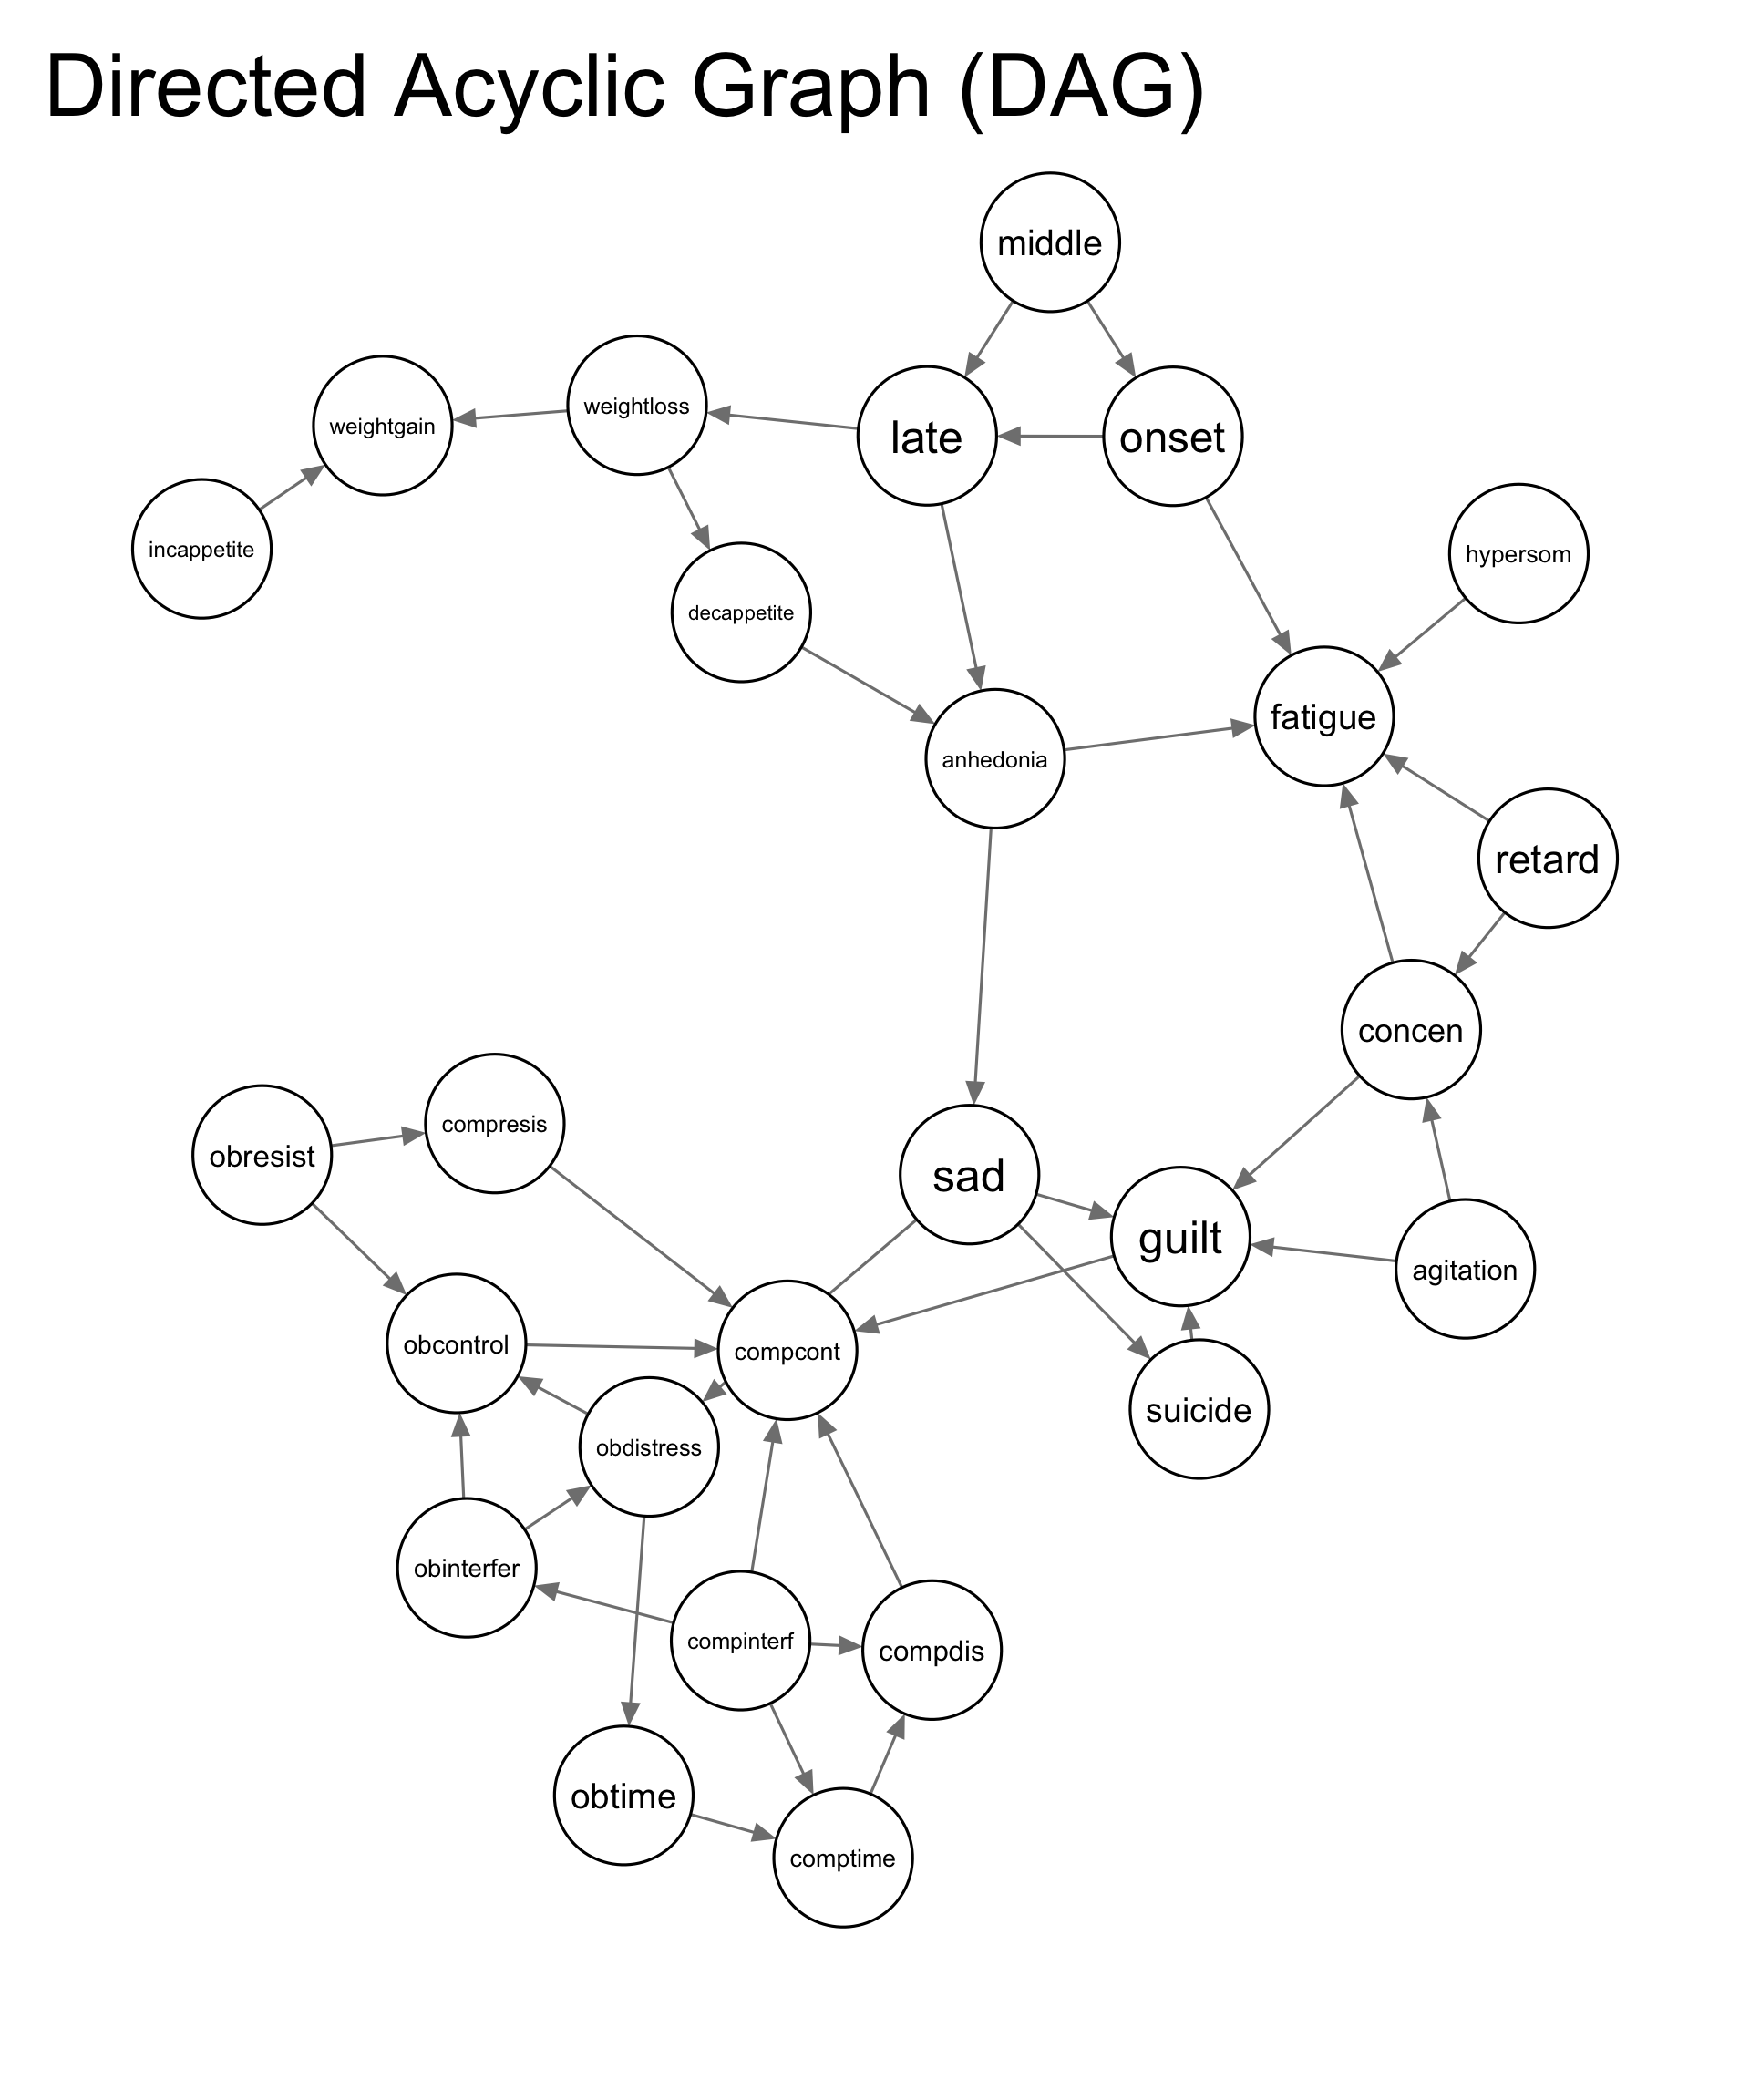 Directed Acyclic Graph (DAG)
middle
weightloss
weightgain
late
onset
incappetite
hypersom
decappetite
fatigue
anhedonia
retard
concen
compresis
obresist
sad
guilt
agitation
obcontrol
compcont
suicide
obdistress
obinterfer
compinterf
compdis
obtime
comptime